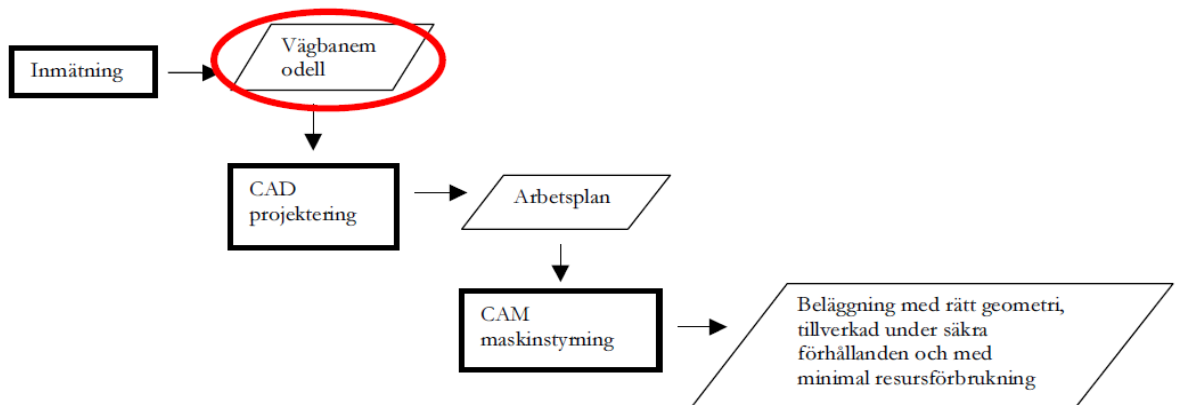 Inmätning
Vägbanem
odell
CAD
projektering
Arbetsplan
CAM
maskinstyrning
Beläggning med rätt geometri,
tillverkad under säkra
förhållanden och med
minimal resursförbrukning